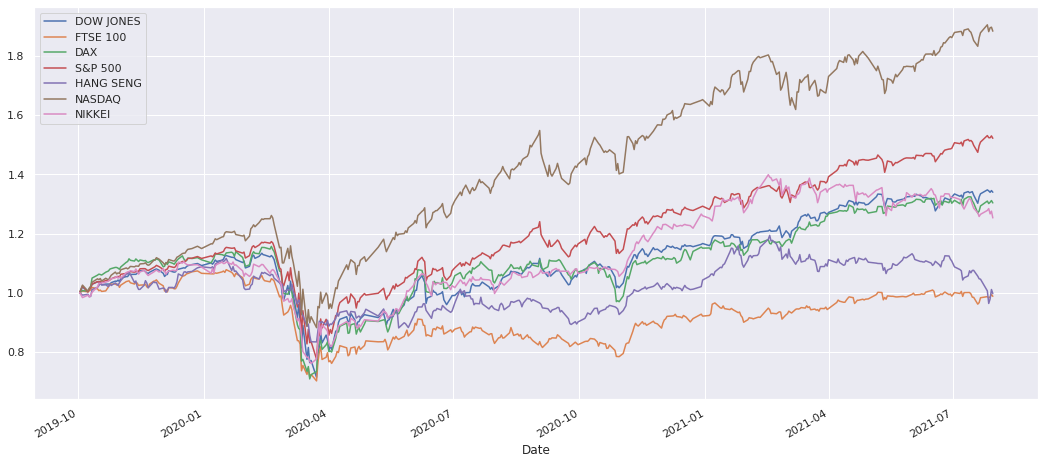 DOW JONES
FTSE 100
DAX
S&P 500
HANG SENG
NASDAQ
NIKKEI
1.8
1.6
1.4
1.2
1.0
0.8
2019-10
2020-01
2020-04
2020-07
2020-10
2021-01
2021-04
2021-07
Date